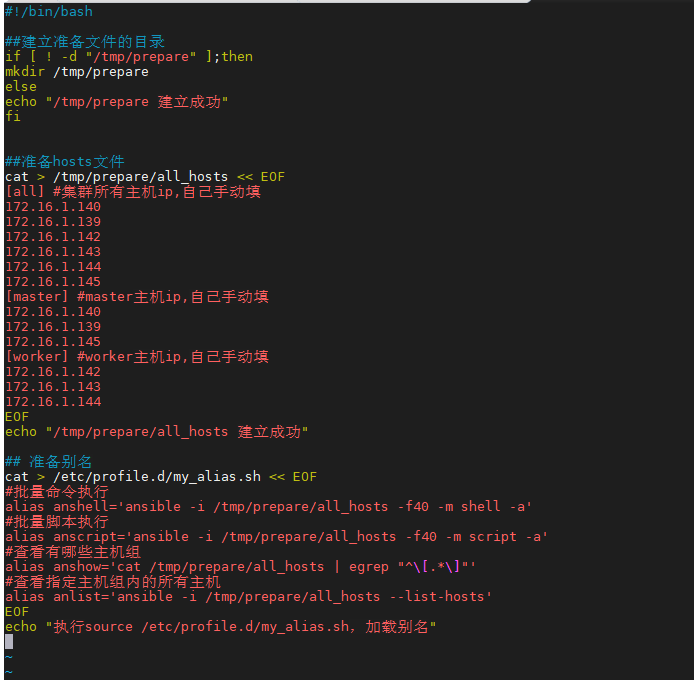 #!/bin/bash

##建立准备文件的目录
if [ ! -d "/tmp/prepare" ];then
mkdir /tmp/prepare
else
echo "/tmp/prepare 建立成功"
fi


##准备hosts文件
cat > /tmp/prepare/all_hosts << EOF
[all] #集群所有主机ip,自己手动填
172.16.1.140
172.16.1.139
172.16.1.142
172.16.1.143
172.16.1.144
172.16.1.145
[master] #master主机ip,自己手动填
172.16.1.140
172.16.1.139
172.16.1.145
[worker] #worker主机ip,自己手动填
172.16.1.142
172.16.1.143
172.16.1.144
EOF
echo "/tmp/prepare/all_hosts 建立成功"

## 准备别名
cat > /etc/profile.d/my_alias.sh << EOF
#批量命令执行
alias anshell='ansible -i /tmp/prepare/all_hosts -f40 -m shell -a'
#批量脚本执行
alias anscript='ansible -i /tmp/prepare/all_hosts -f40 -m script -a'
#查看有哪些主机组
alias anshow='cat /tmp/prepare/all_hosts | egrep "^\[.*\]"'
#查看指定主机组内的所有主机
alias anlist='ansible -i /tmp/prepare/all_hosts --list-hosts'
EOF
echo "执行source /etc/profile.d/my_alias.sh，加载别名"

~
~